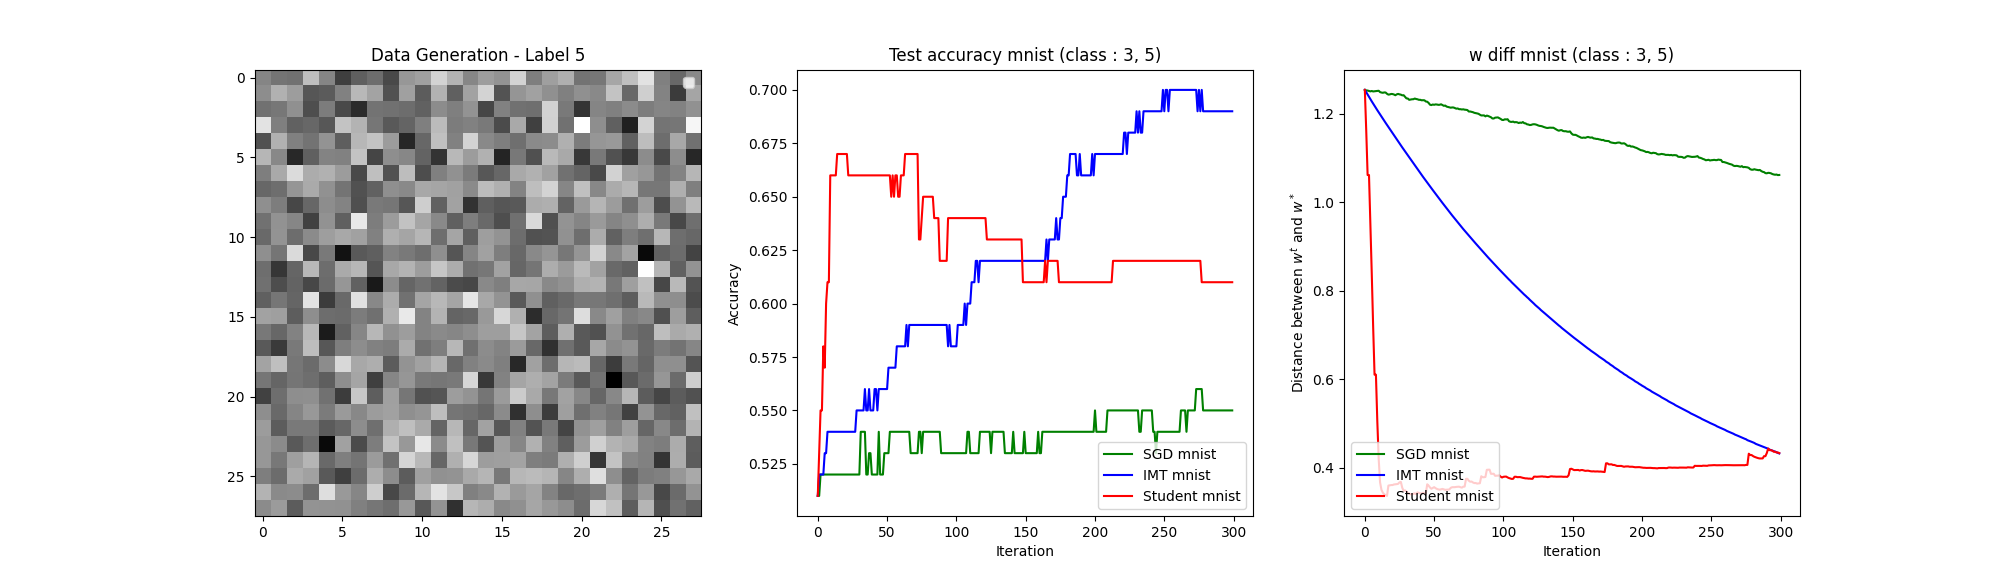 Data Generation - Label 5
0
5
10
15
20
25
0 5 10 15 20 25
Test accuracy mnist (class : 3, 5)
Accuracy
0.700
0.675
0.650
0.625
0.600
0.575
0.550
0.525
0 50 100 150 200 250 300
Iteration
SGD mnist
IMT mnist
Student mnist
w diff mnist (class : 3, 5)
Distance between w^t and w^*
1.2
1.0
0.8
0.6
0.4
0 50 100 150 200 250 300
Iteration
SGD mnist
IMT mnist
Student mnist